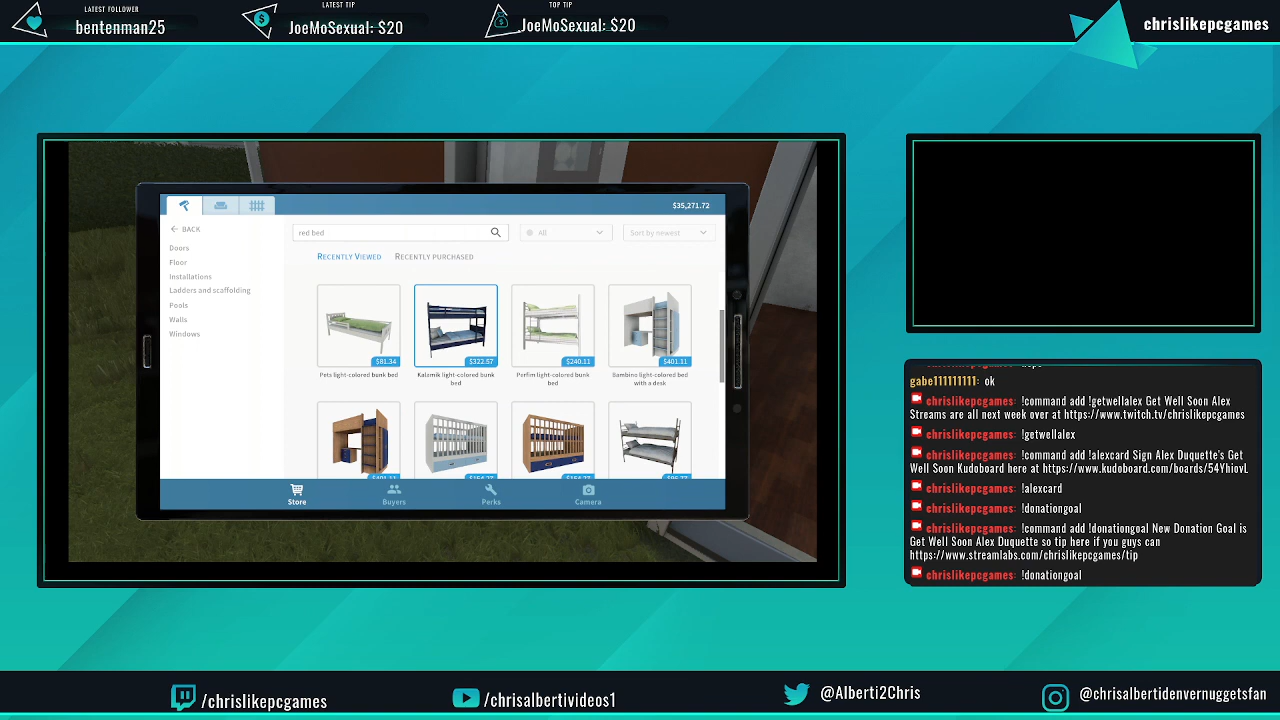 LATEST FOLLOWER
bentenman25
LATEST TIP
JoeMoSexual: $20
TOP TIP
JoeMoSexual: $20
chrislikepcgames
$35,271.72
BACK
Doors
Floor
Installations
Ladders and scaffolding
Pools
Walls
Windows
red bed
All
Sort by newest
RECENTLY VIEWED
RECENTLY PURCHASED
$81.34
$322.57
$240.11
$401.11
Pets light-colored bunk bed
Kalamik light-colored bunk
bed
Perfim light-colored bunk
bed
Bambino light-colored bed
with a desk
Store
Buyers
Perks
Camera
gabe111111111: ok
chrislikepcgames: !command add !getwellalex Get Well Soon Alex
Streams are all next week over at https://www.twitch.tv/chrislikepcgames
chrislikepcgames: !getwellalex
chrislikepcgames: !command add !alexcard Sign Alex Duquette's Get
Well Soon Kudoboard here at https://www.kudoboard.com/boards/54YhiovL
chrislikepcgames: !alexcard
chrislikepcgames: !donationgoal
chrislikepcgames: !command add !donationgoal New Donation Goal is
Get Well Soon Alex Duquette so tip here if you guys can
https://www.streamlabs.com/chrislikepcgames/tip
chrislikepcgames: !donationgoal
/chrislikepcgames
/chrisalbertivideos1
@Alberti2Chris
@chrisalbertidenvernuggetsfan